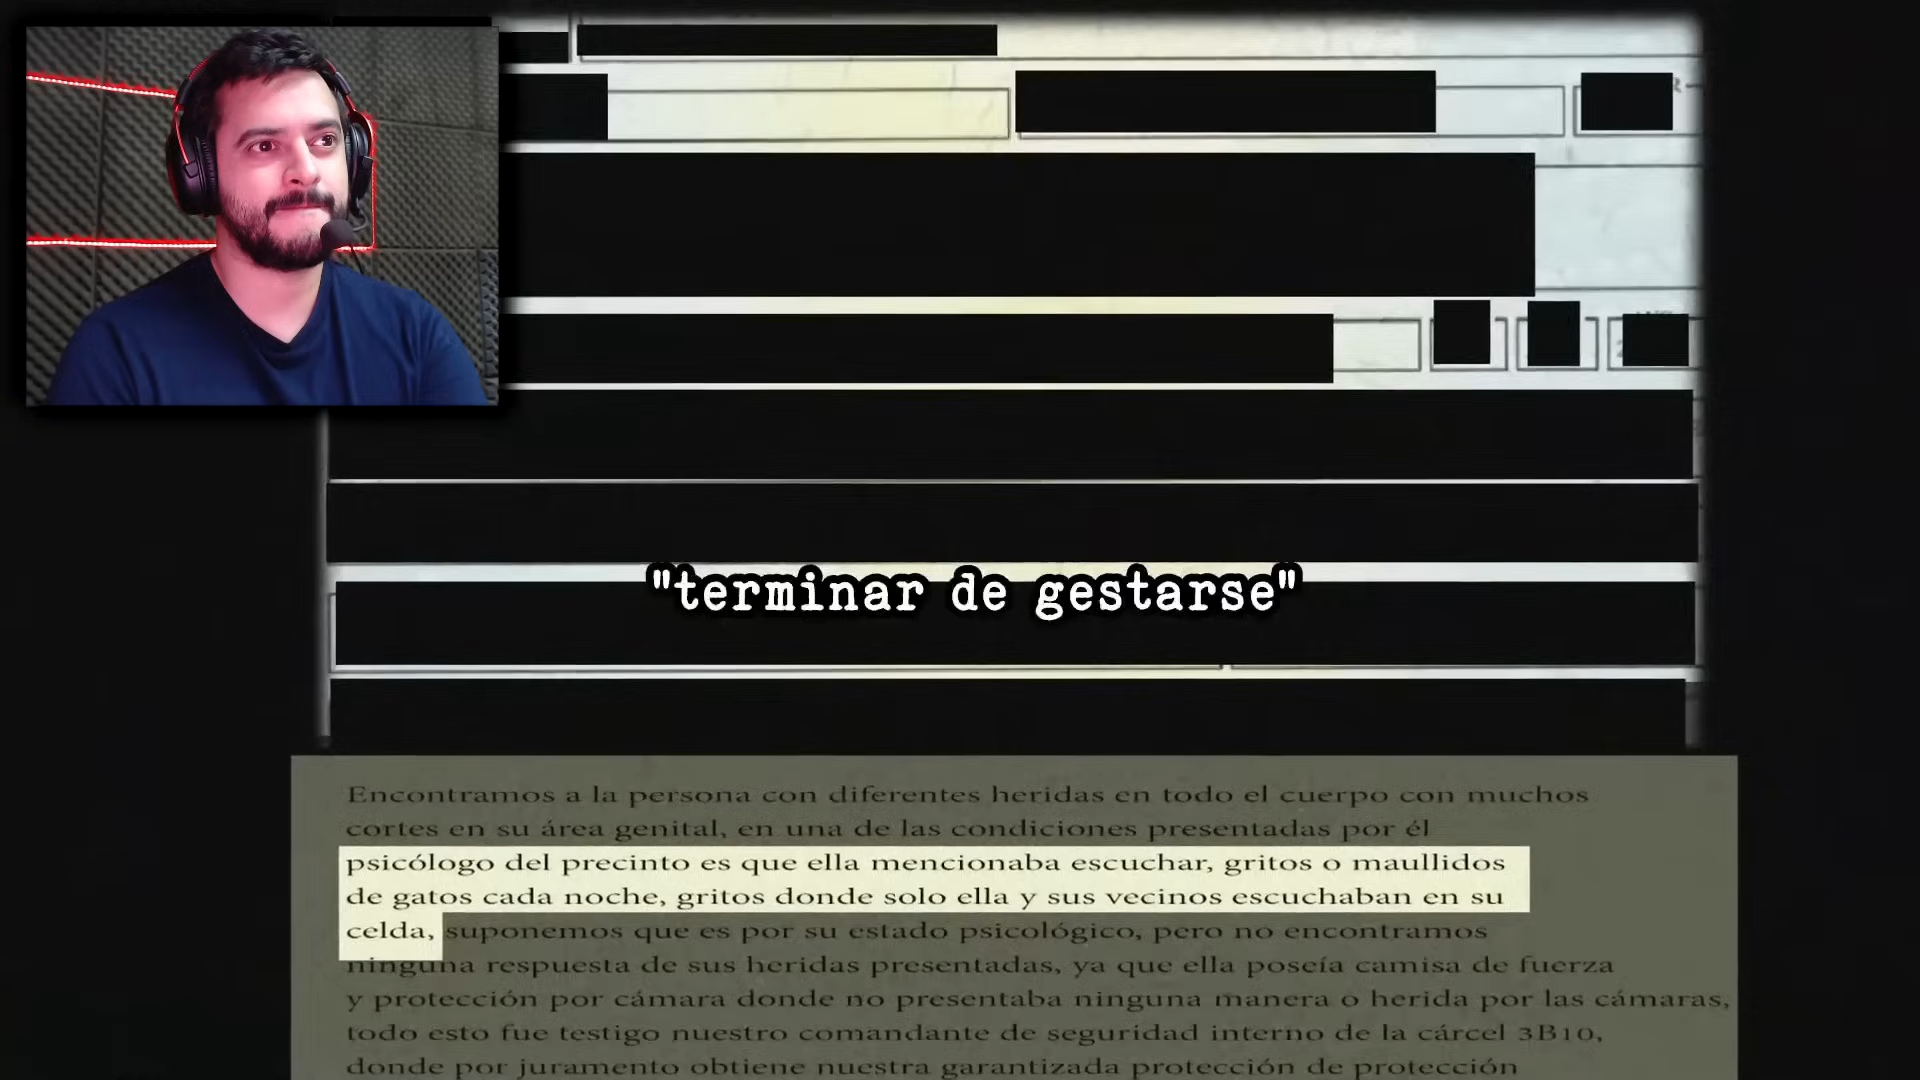 "terminar de gestarse"
Encontramos a la persona con diferentes heridas en todo el cuerpo con muchos
cortes en su área genital, en una de las condiciones presentadas por él
psicólogo del precinto es que ella mencionaba escuchar, gritos o maullidos
de gatos cada noche, gritos donde solo ella y sus vecinos escuchaban en su
celda, suponemos que es por su estado psicológico, pero no encontramos
ninguna respuesta de sus heridas presentadas, ya que ella poseía camisa de fuerza
y protección por cámara donde no presentaba ninguna manera o herida por las cámaras,
todo esto fue testigo nuestro comandante de seguridad interno de la cárcel 3B10,
donde por juramento obtiene nuestra garantizada protección de protección